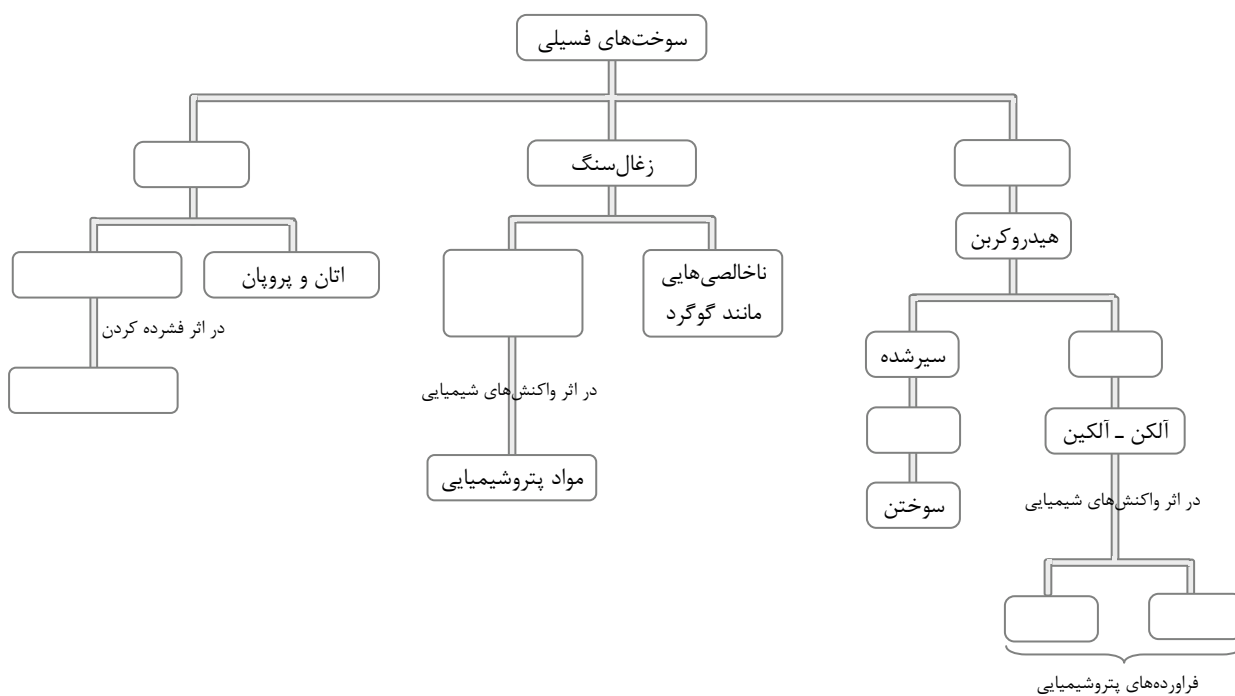 سوخت‌های فسیلی
زغال‌سنگ
هیدروکربن
ناخالصی‌هایی
مانند گوگرد
اتان و پروپان
در اثر فشرده کردن
سیرشده
در اثر واکنش‌های شیمیایی
آلکن ـ آلکین
مواد پتروشیمیایی
سوختن
در اثر واکنش‌های شیمیایی
فراورده‌های پتروشیمیایی